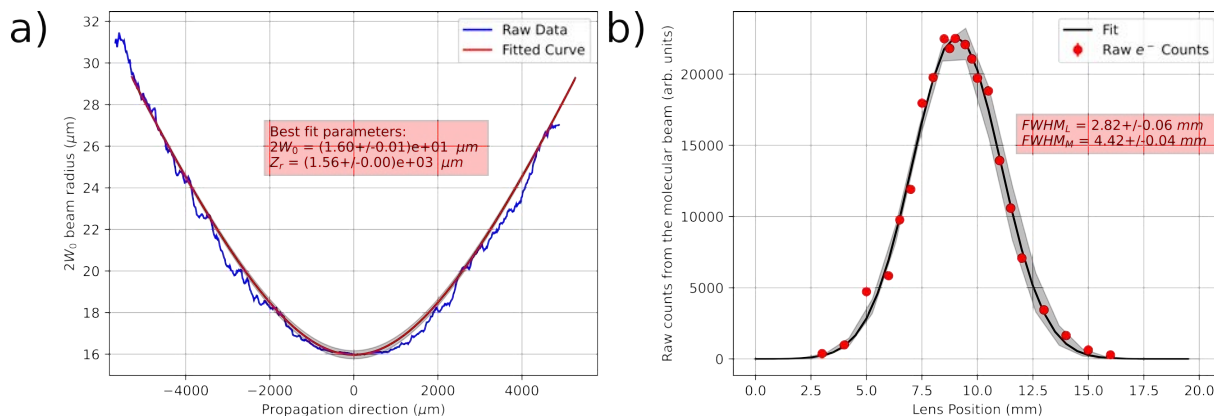 a)
32
30
28
26
24
22
20
18
16
2W₀ beam radius (μm)
Raw Data
Fitted Curve
Best fit parameters:
2W₀ = (1.60+/-0.01)e+01 μm
Zᵣ = (1.56+/-0.00)e+03 μm
−4000 −2000 0 2000 4000
Propagation direction (μm)
b)
20000
15000
10000
5000
0
Raw counts from the molecular beam (arb. units)
Fit
Raw e⁻ Counts
FWHM_L = 2.82+/-0.06 mm
FWHM_M = 4.42+/-0.04 mm
0.0 2.5 5.0 7.5 10.0 12.5 15.0 17.5 20.0
Lens Position (mm)